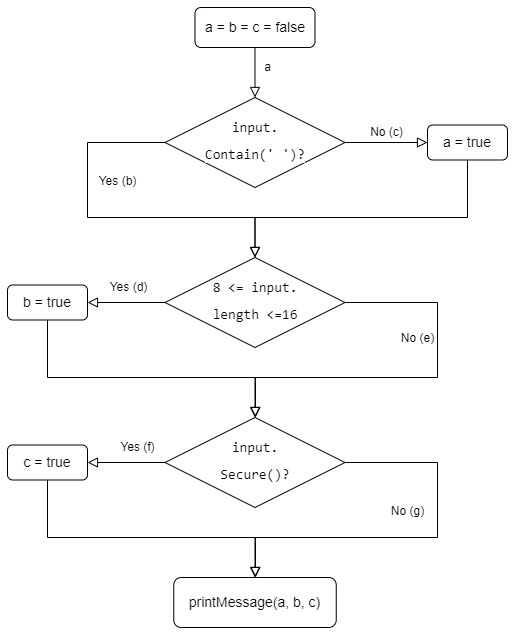 a = b = c = false
a
input.
Contain(' ')?
No (c)
a = true
Yes (b)
8 <= input.
length <=16
Yes (d)
b = true
No (e)
input.
Secure()?
Yes (f)
c = true
No (g)
printMessage(a, b, c)